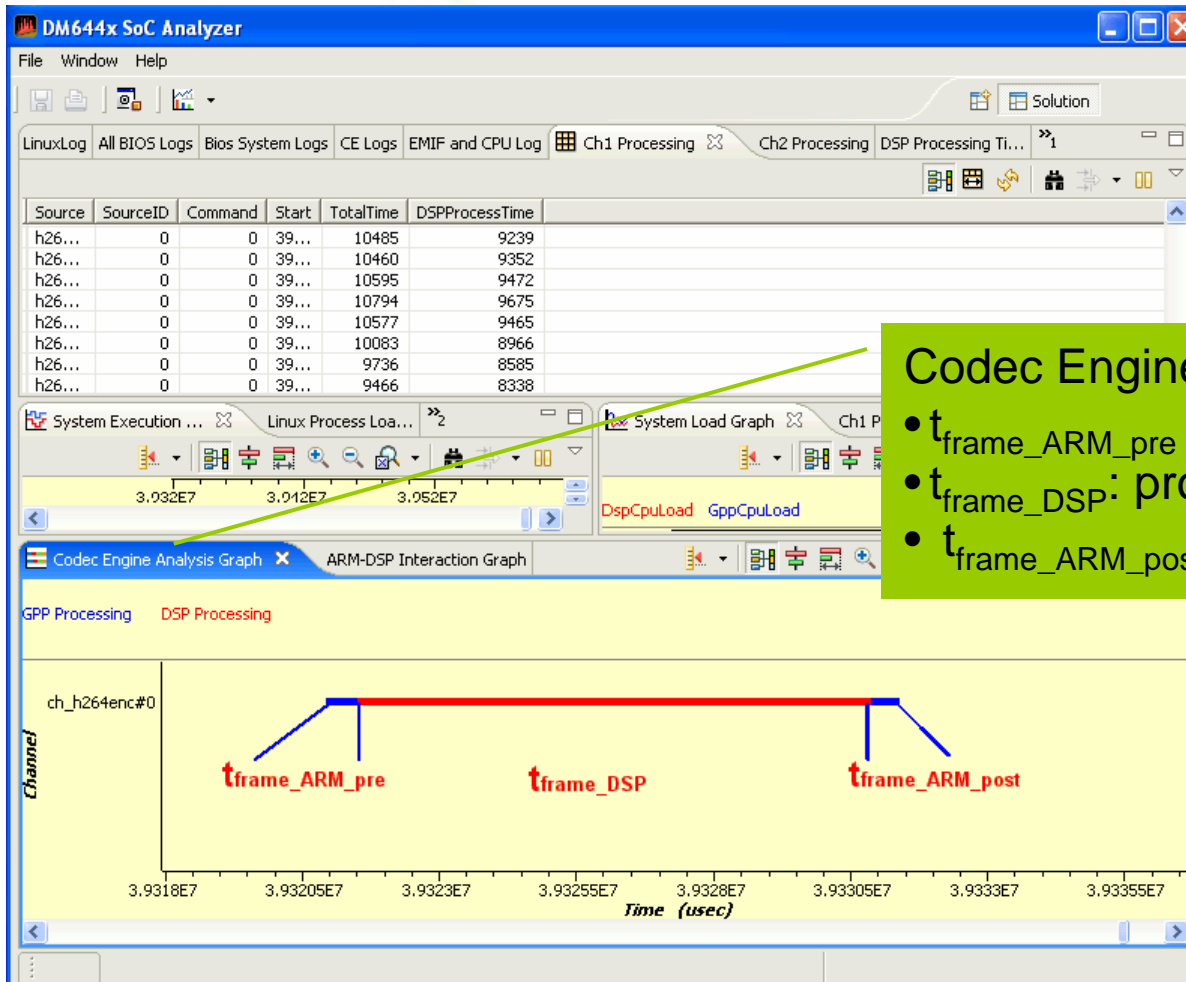 DM644x SoC Analyzer
File Window Help
Solution
LinuxLog All BIOS Logs Bios System Logs CE Logs EMIF and CPU Log Ch1 Processing Ch2 Processing DSP Processing Ti... »1
Source SourceID Command Start TotalTime DSPProcessTime
h26... 0 0 39... 10485 9239
h26... 0 0 39... 10460 9352
h26... 0 0 39... 10595 9472
h26... 0 0 39... 10794 9675
h26... 0 0 39... 10577 9465
h26... 0 0 39... 10083 8966
h26... 0 0 39... 9736 8585
h26... 0 0 39... 9466 8338
Codec Engine
• tframe_ARM_pre
• tframe_DSP: pro
• tframe_ARM_pos
System Execution ... Linux Process Loa... »2
3.932E7 3.942E7 3.952E7
System Load Graph Ch1 P
DspCpuLoad GppCpuLoad
Codec Engine Analysis Graph ARM-DSP Interaction Graph
GPP Processing DSP Processing
ch_h264enc#0
Channel
tframe_ARM_pre tframe_DSP tframe_ARM_post
3.9318E7 3.93205E7 3.9323E7 3.93255E7 3.9328E7 3.93305E7 3.9333E7 3.93355E7
Time (usec)